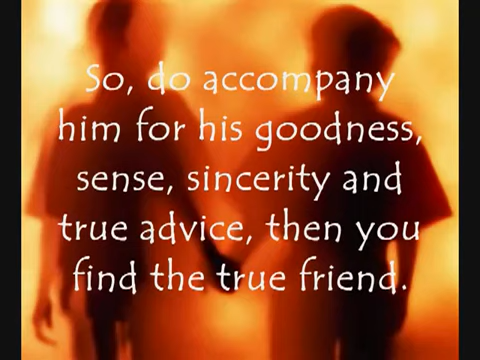 So, do accompany
him for his goodness,
sense, sincerity and
true advice, then you
find the true friend.